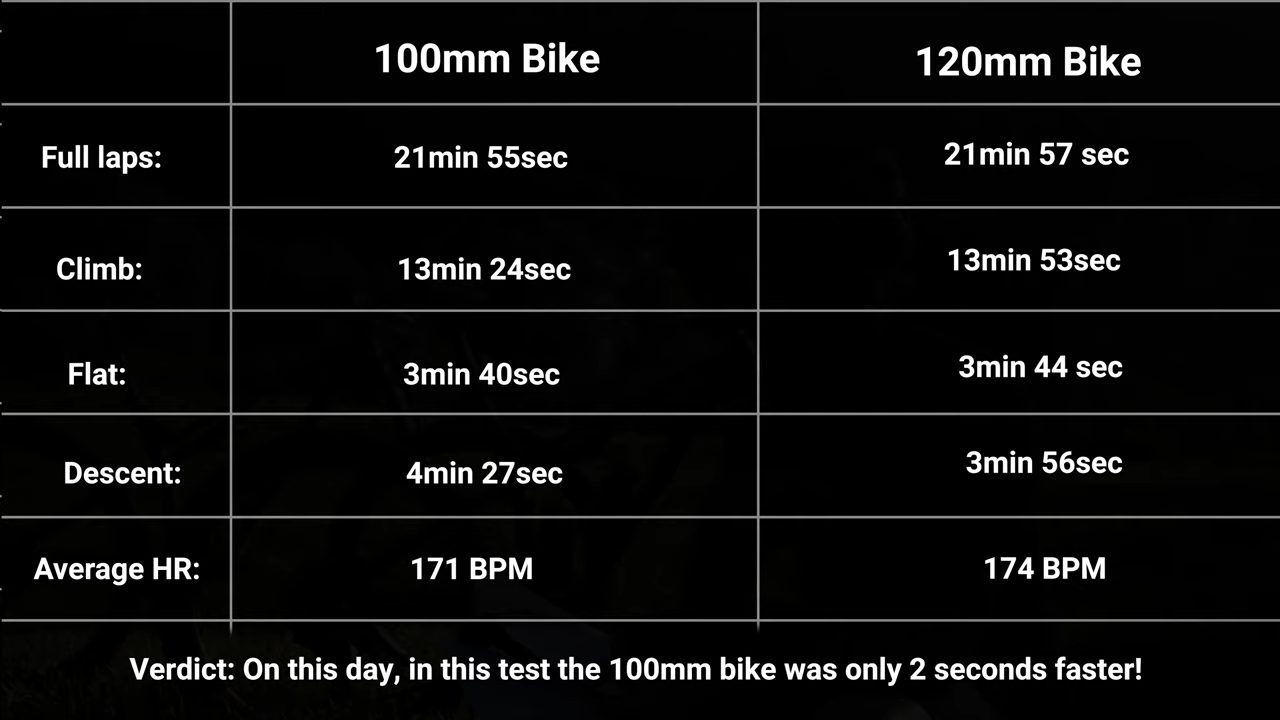 100mm Bike 120mm Bike
Full laps: 21min 55sec 21min 57 sec
Climb: 13min 24sec 13min 53sec
Flat: 3min 40sec 3min 44 sec
Descent: 4min 27sec 3min 56sec
Average HR: 171 BPM 174 BPM
Verdict: On this day, in this test the 100mm bike was only 2 seconds faster!